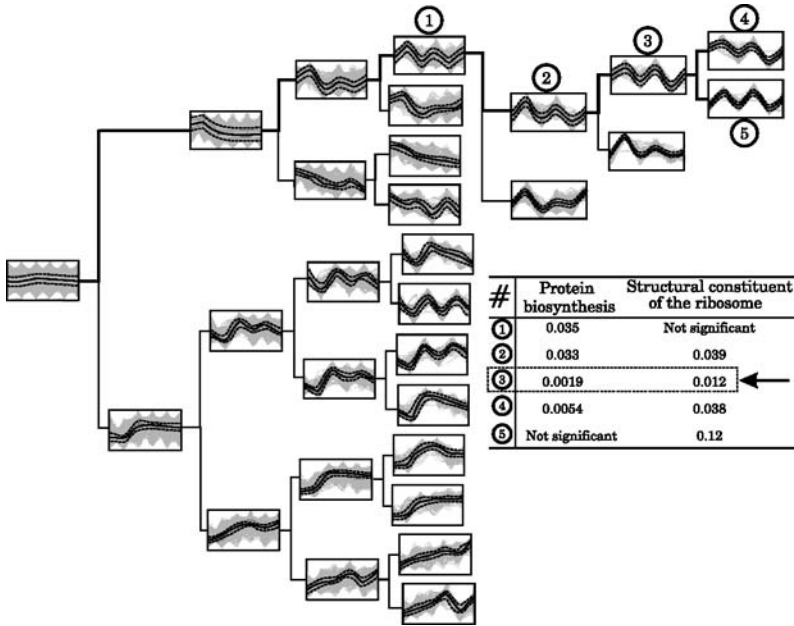 ①
④
③
②
⑤
# Protein biosynthesis Structural constituent of the ribosome
① 0.035 Not significant
② 0.033 0.039
③ 0.0019 0.012
④ 0.0054 0.038
⑤ Not significant 0.12